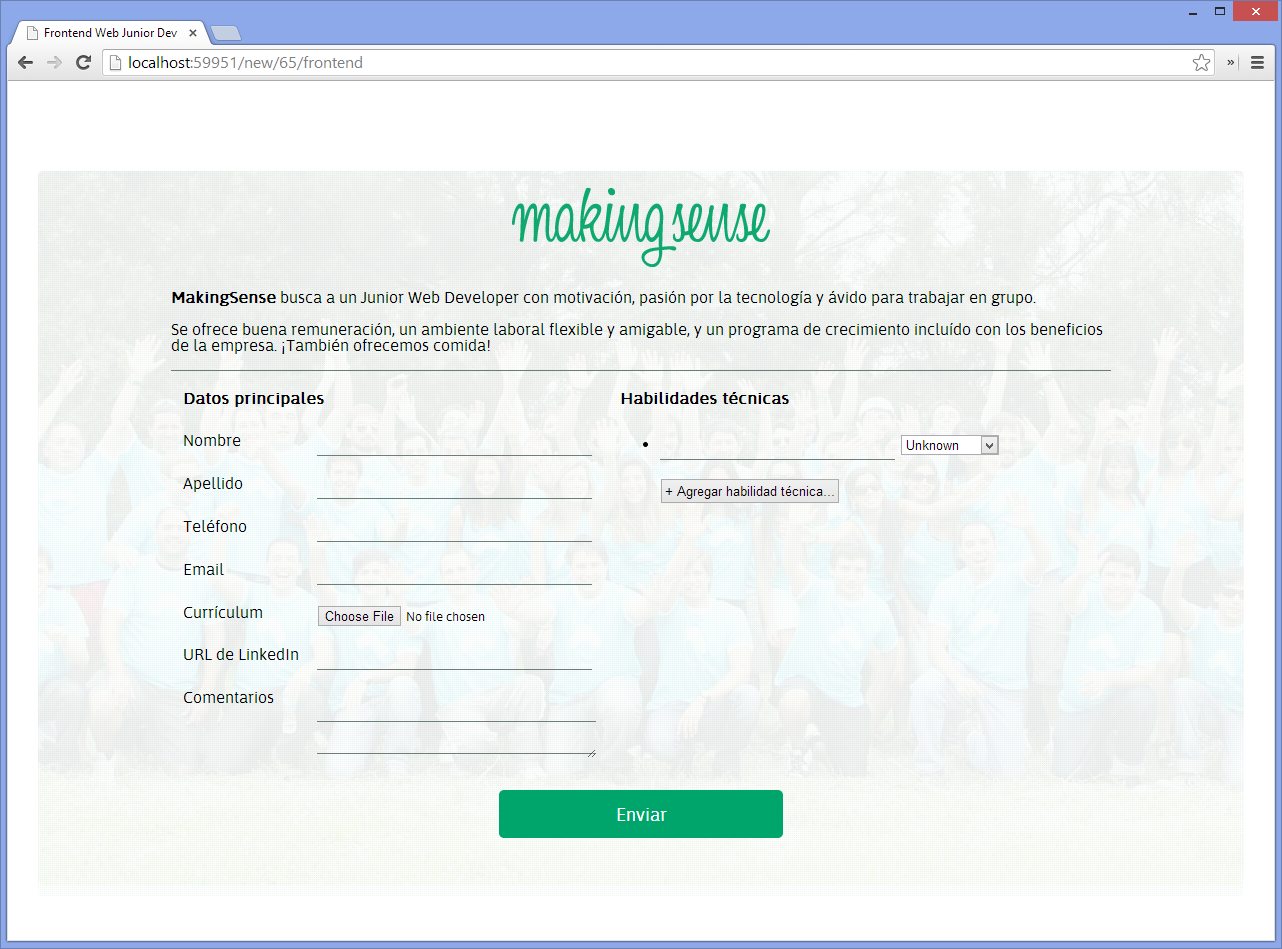 Frontend Web Junior Dev
localhost:59951/new/65/frontend
makingsense
MakingSense busca a un Junior Web Developer con motivación, pasión por la tecnología y ávido para trabajar en grupo.
Se ofrece buena remuneración, un ambiente laboral flexible y amigable, y un programa de crecimiento incluído con los beneficios
de la empresa. ¡También ofrecemos comida!
Datos principales
Nombre
Apellido
Teléfono
Email
Currículum Choose File No file chosen
URL de LinkedIn
Comentarios
Habilidades técnicas
Unknown
+ Agregar habilidad técnica...
Enviar